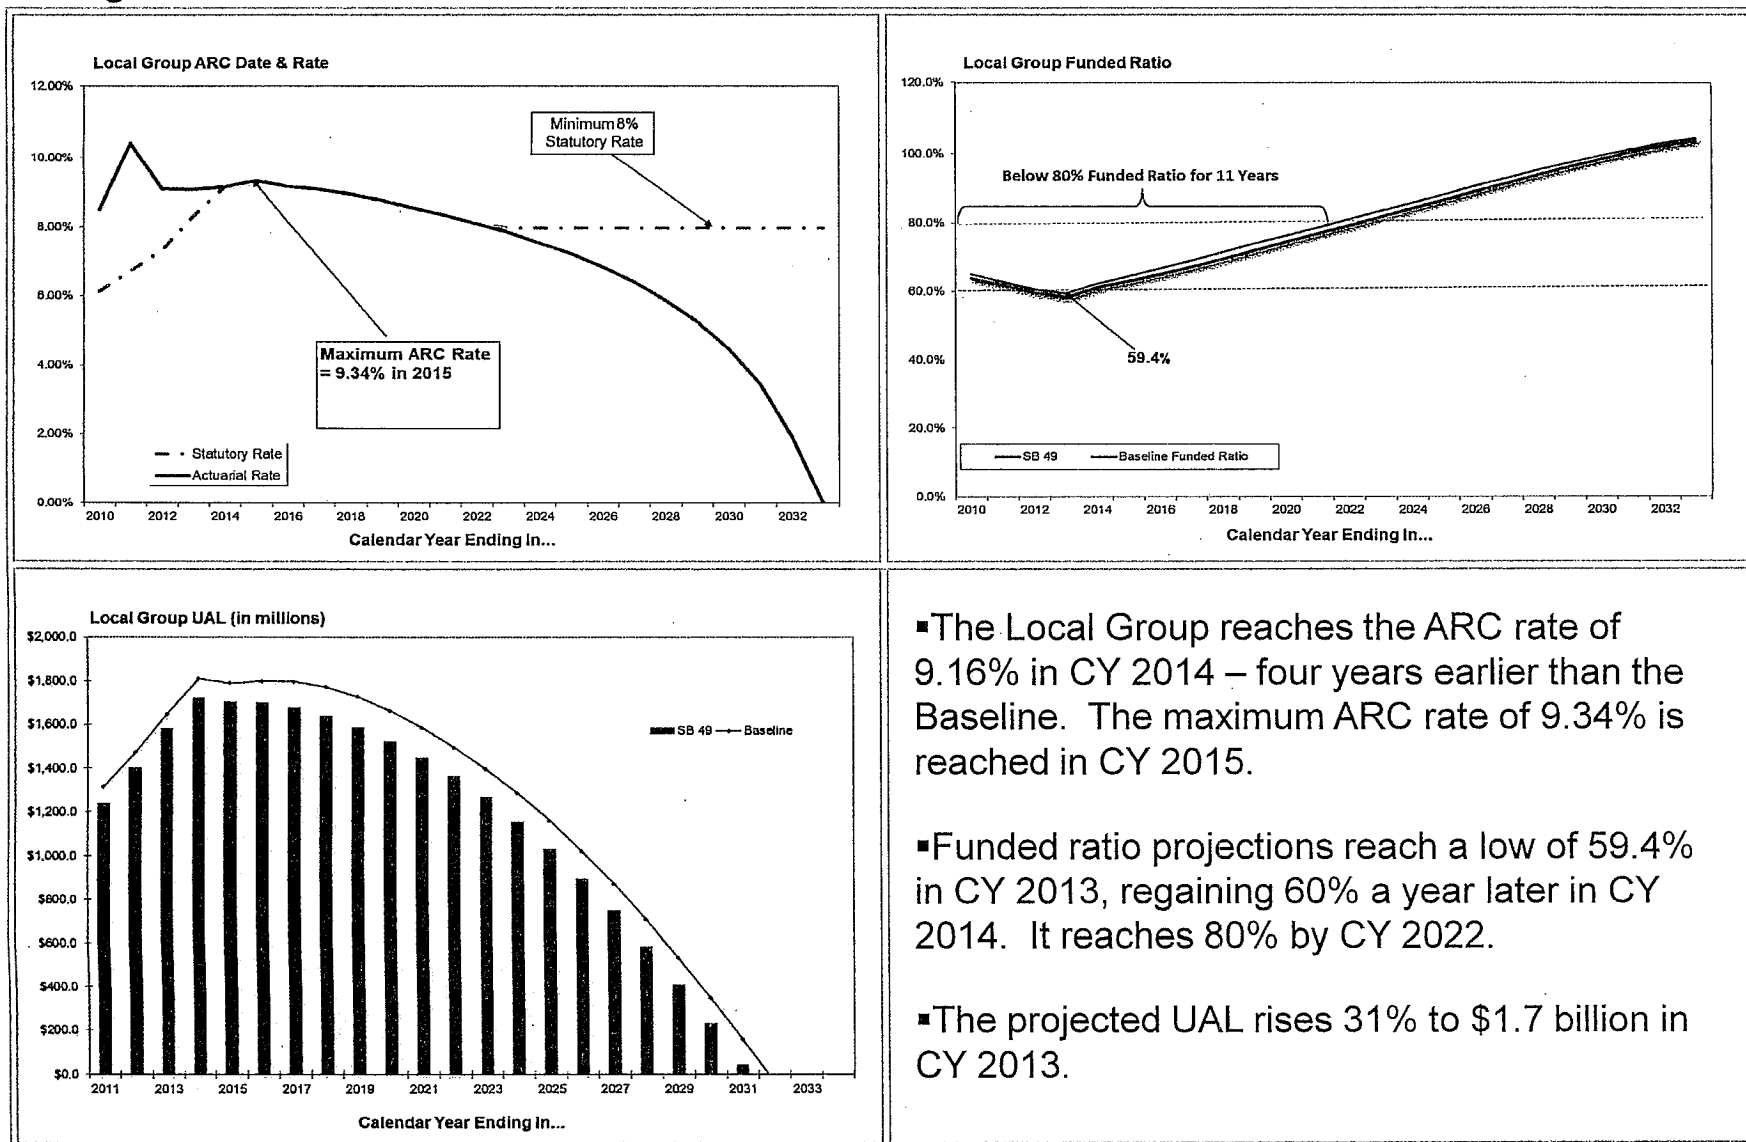 Local Group ARC Date & Rate
12.00%
10.00%
8.00%
6.00%
4.00%
2.00%
0.00%
Minimum 8%
Statutory Rate
Maximum ARC Rate
= 9.34% in 2015
Statutory Rate
Actuarial Rate
2010 2012 2014 2016 2018 2020 2022 2024 2026 2028 2030 2032
Calendar Year Ending In...
Local Group Funded Ratio
120.0%
100.0%
80.0%
60.0%
40.0%
20.0%
0.0%
Below 80% Funded Ratio for 11 Years
59.4%
SB 49 Baseline Funded Ratio
2010 2012 2014 2016 2018 2020 2022 2024 2026 2028 2030 2032
Calendar Year Ending In...
Local Group UAL (in millions)
$2,000.0
$1,800.0
$1,600.0
$1,400.0
$1,200.0
$1,000.0
$800.0
$600.0
$400.0
$200.0
$0.0
SB 49 Baseline
2011 2013 2015 2017 2019 2021 2023 2025 2027 2029 2031 2033
Calendar Year Ending In...
▪The Local Group reaches the ARC rate of
9.16% in CY 2014 – four years earlier than the
Baseline. The maximum ARC rate of 9.34% is
reached in CY 2015.
▪Funded ratio projections reach a low of 59.4%
in CY 2013, regaining 60% a year later in CY
2014. It reaches 80% by CY 2022.
▪The projected UAL rises 31% to $1.7 billion in
CY 2013.